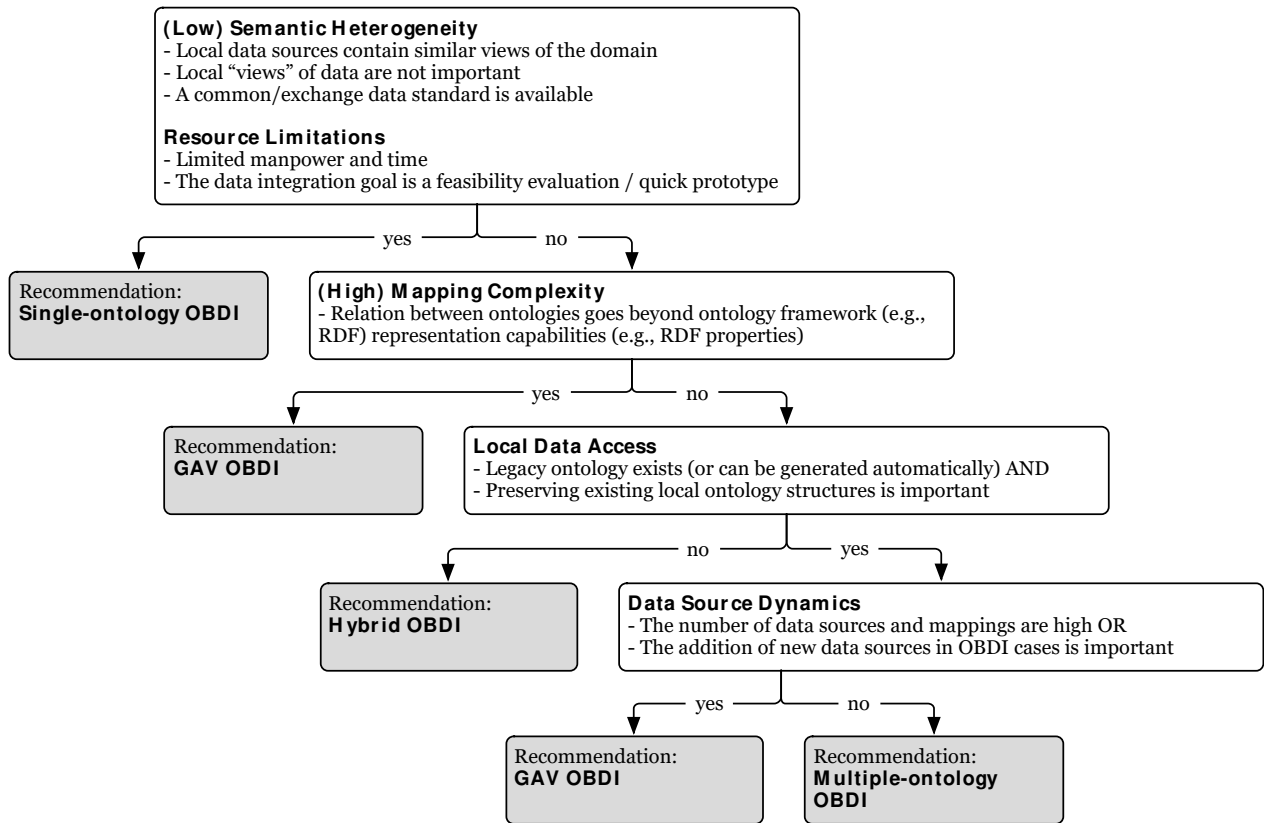 (Low) Semantic Heterogeneity
- Local data sources contain similar views of the domain
- Local “views” of data are not important
- A common/exchange data standard is available
Resource Limitations
- Limited manpower and time
- The data integration goal is a feasibility evaluation / quick prototype
yes
no
Recommendation:
Single-ontology OBDI
(High) Mapping Complexity
- Relation between ontologies goes beyond ontology framework (e.g.,
RDF) representation capabilities (e.g., RDF properties)
yes
no
Recommendation:
GAV OBDI
Local Data Access
- Legacy ontology exists (or can be generated automatically) AND
- Preserving existing local ontology structures is important
no
yes
Recommendation:
Hybrid OBDI
Data Source Dynamics
- The number of data sources and mappings are high OR
- The addition of new data sources in OBDI cases is important
yes
no
Recommendation:
GAV OBDI
Recommendation:
Multiple-ontology
OBDI